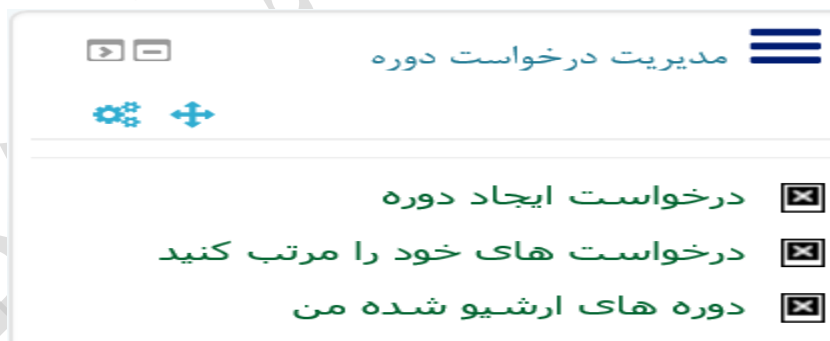 مدیریت درخواست دوره
درخواست ایجاد دوره
درخواست های خود را مرتب کنید
دوره های ارشیو شده من